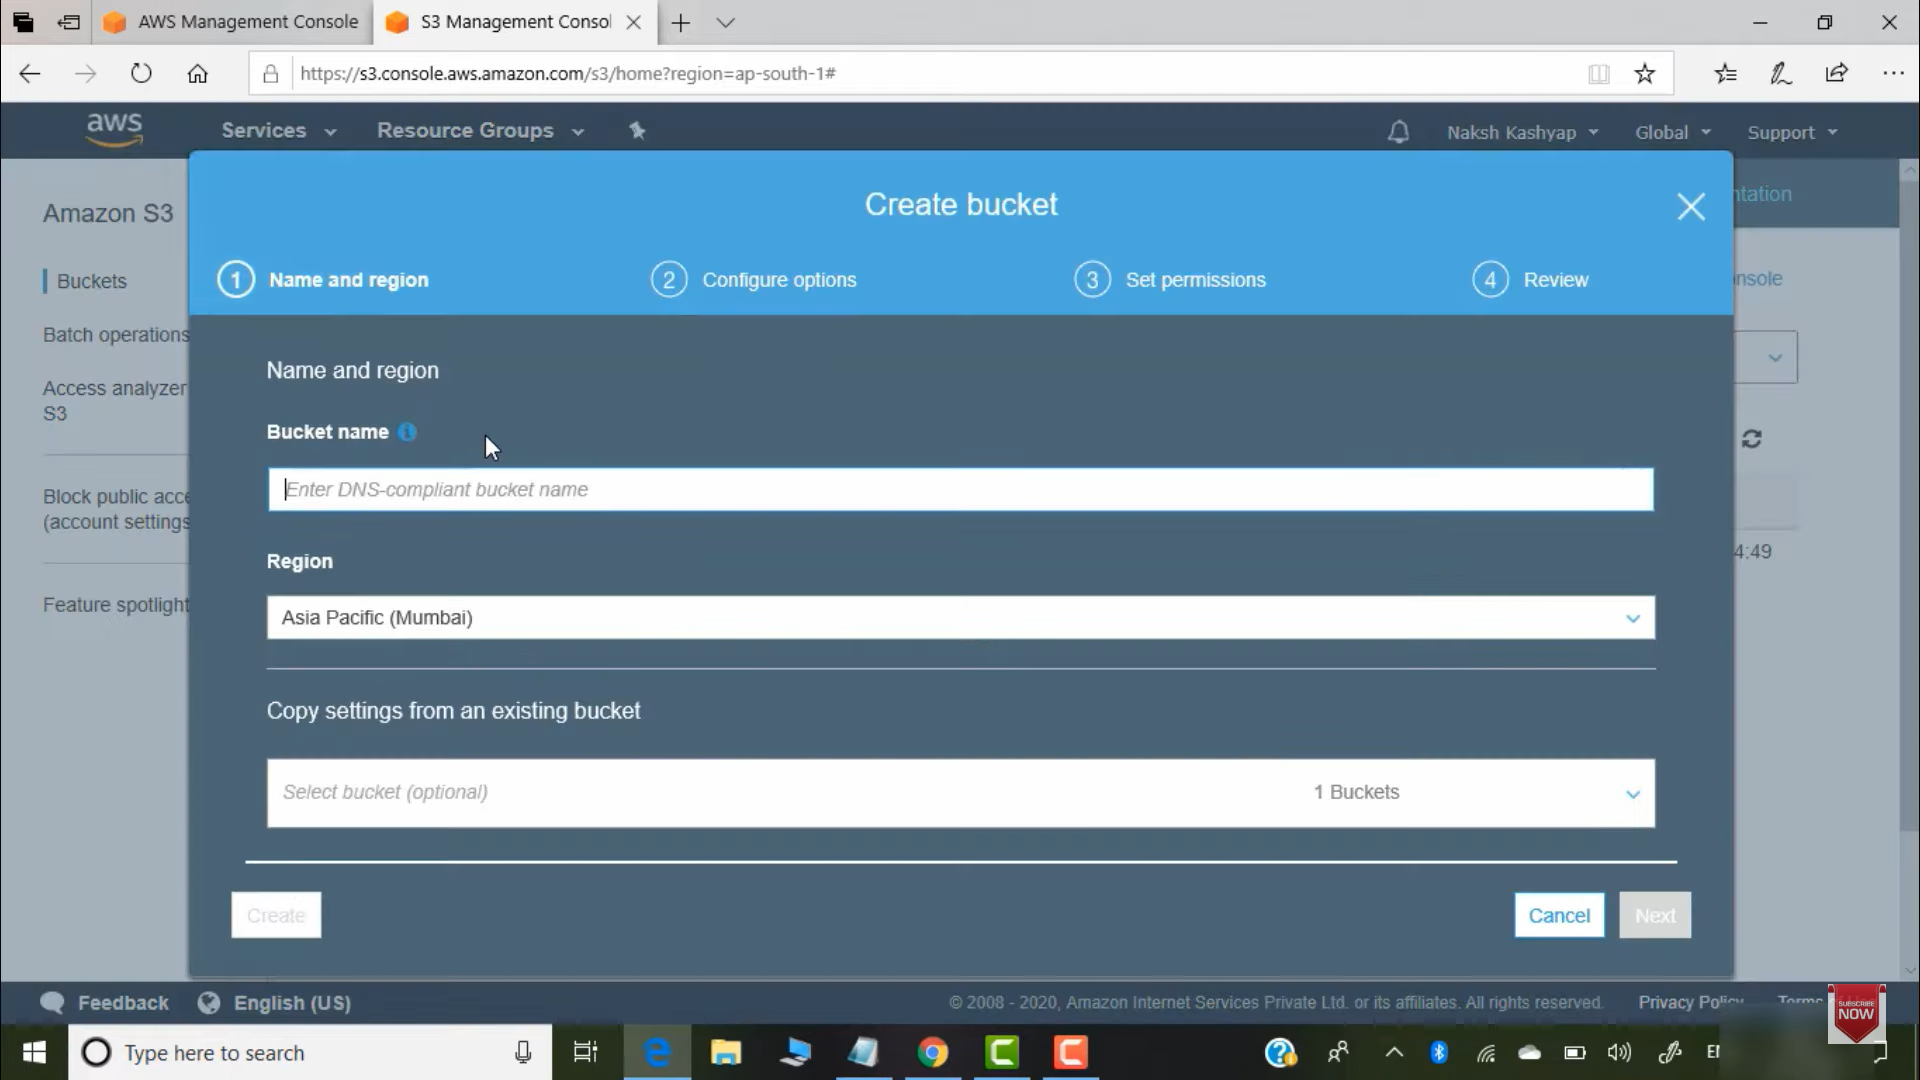 AWS Management Console
S3 Management Consol
https://s3.console.aws.amazon.com/s3/home?region=ap-south-1#
aws
Services
Resource Groups
Naksh Kashyap
Global
Support
Create bucket
ntation
Amazon S3
1 Name and region
2 Configure options
3 Set permissions
4 Review
nsole
Buckets
Batch operations
Access analyzer
S3
Block public acce
(account settings
Feature spotlight
Name and region
Bucket name
Enter DNS-compliant bucket name
Region
4:49
Asia Pacific (Mumbai)
Copy settings from an existing bucket
Select bucket (optional)
1 Buckets
Create
Cancel
Next
Feedback
English (US)
© 2008 - 2020, Amazon Internet Services Private Ltd. or its affiliates. All rights reserved.
Privacy Policy
SUBSCRIBE
NOW
Type here to search